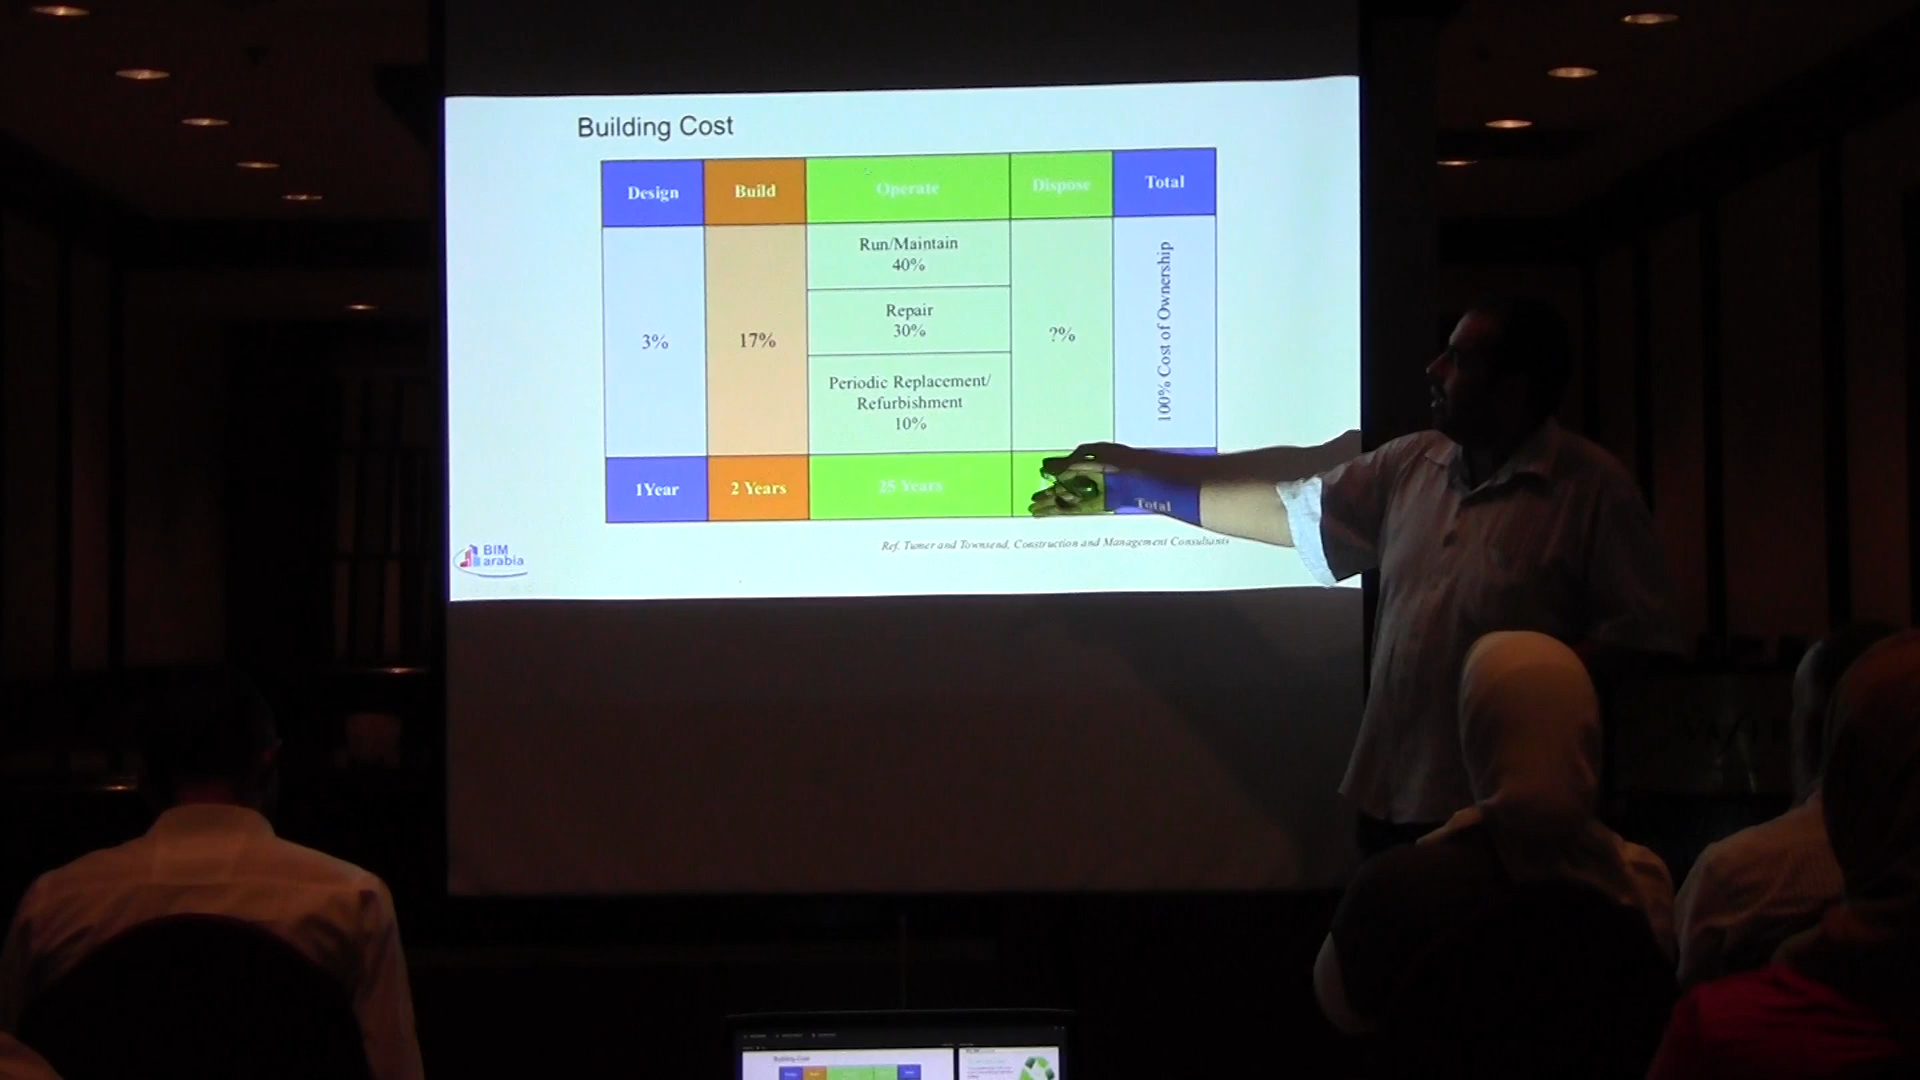 Building Cost
Design
Build
Operate
Dispose
Total
3%
17%
Run/Maintain
40%
Repair
30%
Periodic Replacement/
Refurbishment
10%
?%
100% Cost of Ownership
1Year
2 Years
25 Years
Total
Ref. Turner and Townsend, Construction and Management Consultants
BIM
arabia
Building Cost